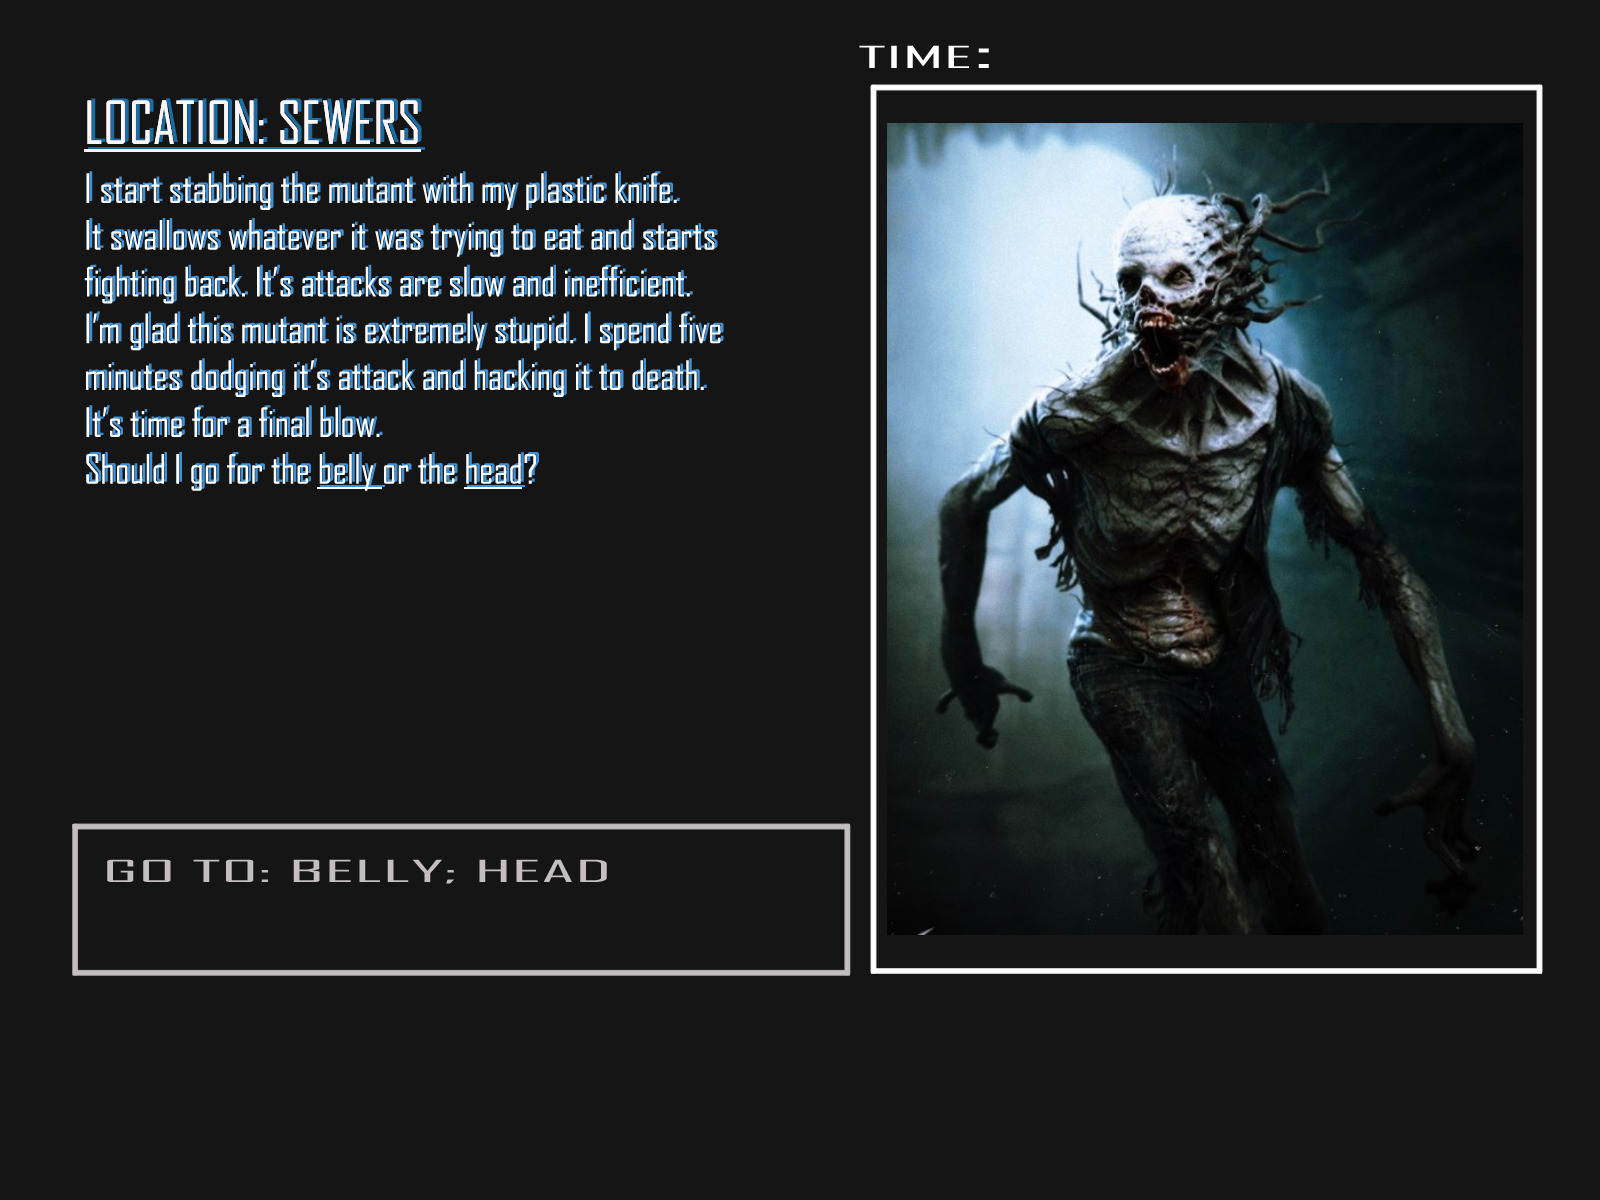 TIME:
LOCATION: SEWERS
I start stabbing the mutant with my plastic knife.
It swallows whatever it was trying to eat and starts
fighting back. It's attacks are slow and inefficient.
I'm glad this mutant is extremely stupid. I spend five
minutes dodging it's attack and hacking it to death.
It's time for a final blow.
Should I go for the belly or the head?
GO TO: BELLY; HEAD